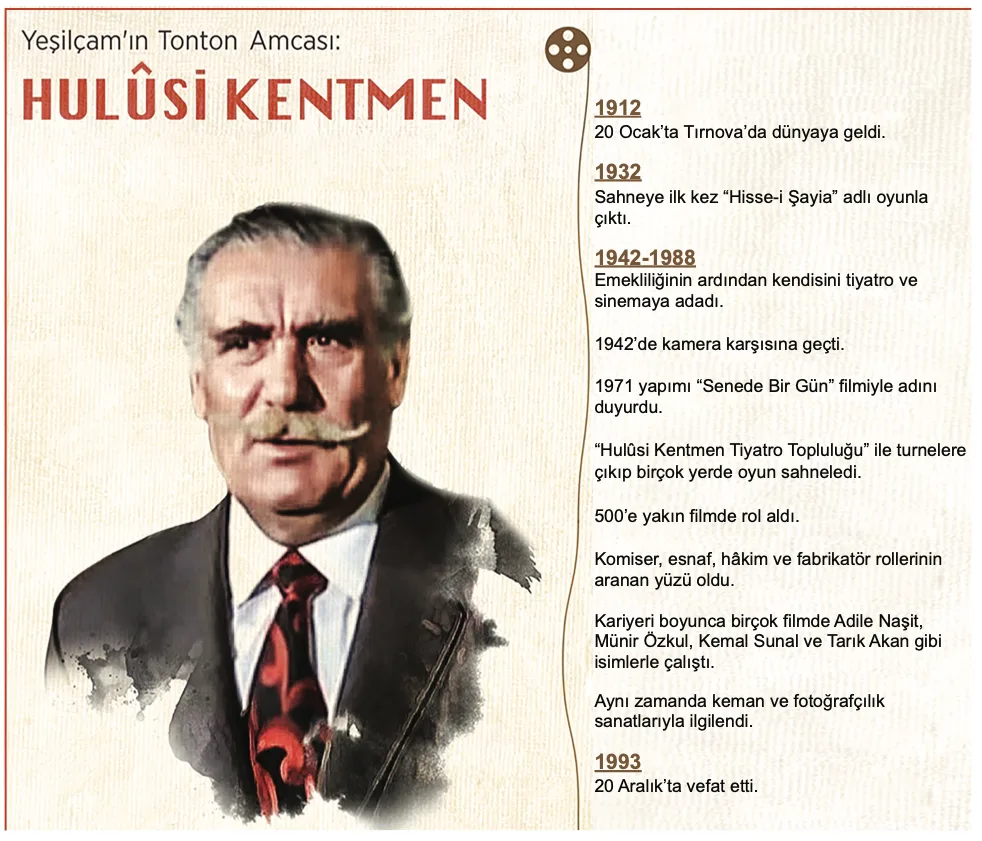 Yeşilçam'ın Tonton Amcası:
HULÛSİ KENTMEN
1912
20 Ocak’ta Tırnova’da dünyaya geldi.
1932
Sahneye ilk kez “Hisse-i Şayia” adlı oyunla
çıktı.
1942-1988
Emekliliğinin ardından kendisini tiyatro ve
sinemaya adadı.
1942’de kamera karşısına geçti.
1971 yapımı “Senede Bir Gün” filmiyle adını
duyurdu.
“Hulûsi Kentmen Tiyatro Topluluğu” ile turnelere
çıkıp birçok yerde oyun sahneledi.
500’e yakın filmde rol aldı.
Komiser, esnaf, hâkim ve fabrikatör rollerinin
aranan yüzü oldu.
Kariyeri boyunca birçok filmde Adile Naşit,
Münir Özkul, Kemal Sunal ve Tarık Akan gibi
isimlerle çalıştı.
Aynı zamanda keman ve fotoğrafçılık
sanatlarıyla ilgilendi.
1993
20 Aralık’ta vefat etti.